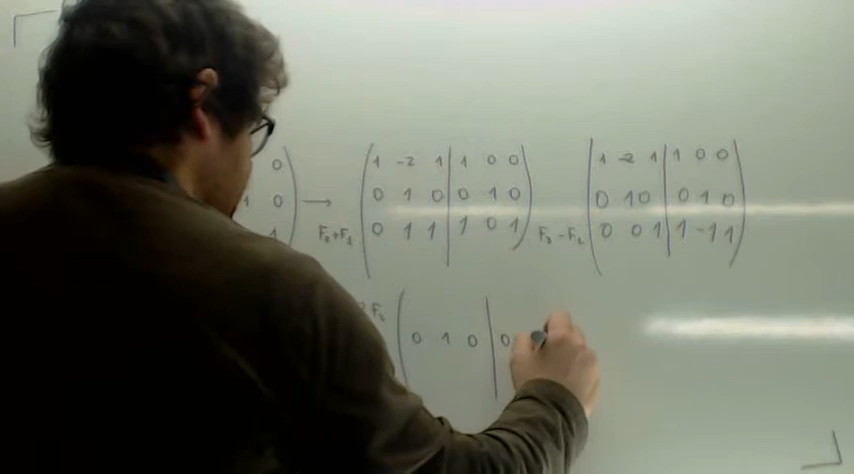 0 → 1 -2 1 | 1 0 0   1 -2 1 | 1 0 0
1 0   0 1 0 | 0 1 0   0 1 0 | 0 1 0
1   F₃+F₁   0 1 1 | 1 0 1   F₃-F₂   0 0 1 | 1 -1 1
F₂   0 1 0 | 0